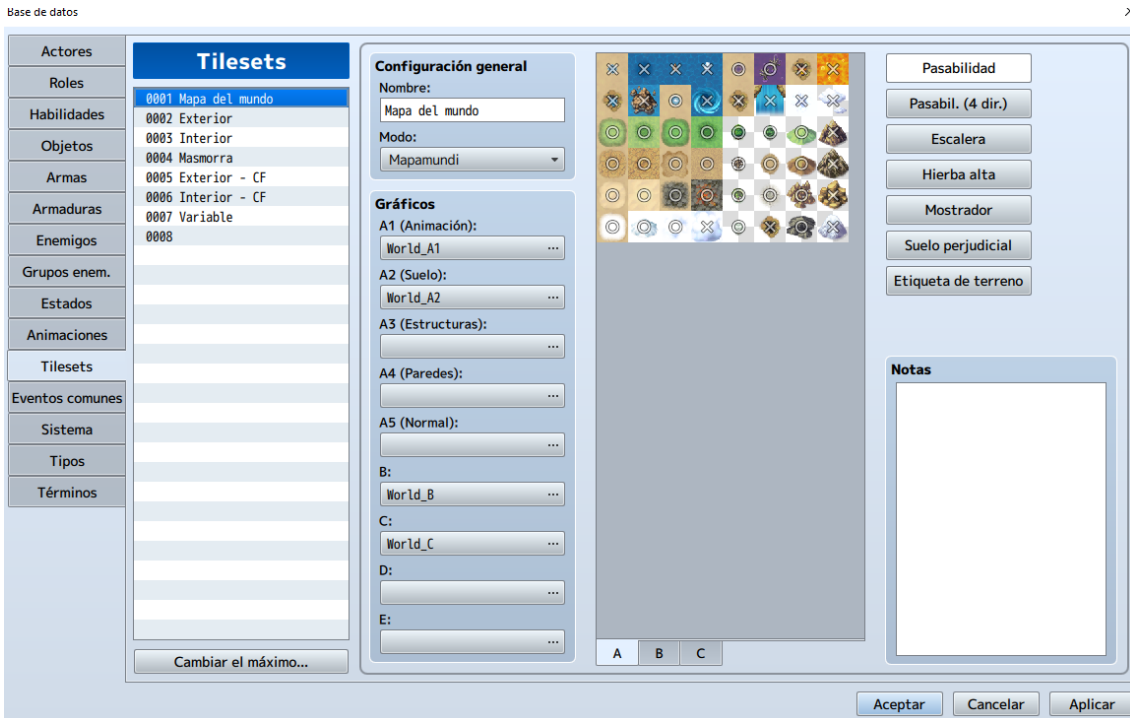 Base de datos
Actores
Roles
Habilidades
Objetos
Armas
Armaduras
Enemigos
Grupos enem.
Estados
Animaciones
Tilesets
Eventos comunes
Sistema
Tipos
Términos
Tilesets
0001 Mapa del mundo
0002 Exterior
0003 Interior
0004 Masmorra
0005 Exterior - CF
0006 Interior - CF
0007 Variable
0008
Cambiar el máximo...
Configuración general
Nombre:
Mapa del mundo
Modo:
Mapamundi
Gráficos
A1 (Animación):
World_A1 ...
A2 (Suelo):
World_A2 ...
A3 (Estructuras):
...
A4 (Paredes):
...
A5 (Normal):
...
B:
World_B ...
C:
World_C ...
D:
...
E:
...
A B C
Pasabilidad
Pasabil. (4 dir.)
Escalera
Hierba alta
Mostrador
Suelo perjudicial
Etiqueta de terreno
Notas
Aceptar Cancelar Aplicar